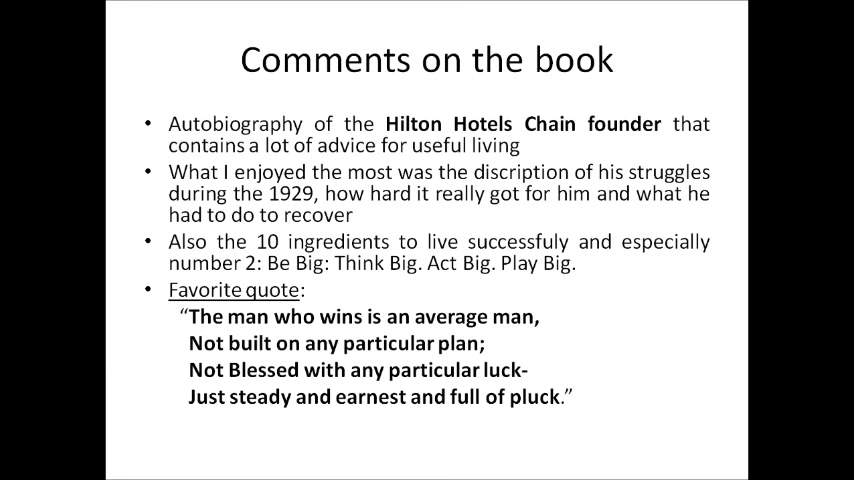 Comments on the book
• Autobiography of the Hilton Hotels Chain founder that
contains a lot of advice for useful living
• What I enjoyed the most was the discription of his struggles
during the 1929, how hard it really got for him and what he
had to do to recover
• Also the 10 ingredients to live successfuly and especially
number 2: Be Big: Think Big. Act Big. Play Big.
• Favorite quote:
“The man who wins is an average man,
Not built on any particular plan;
Not Blessed with any particular luck-
Just steady and earnest and full of pluck.”